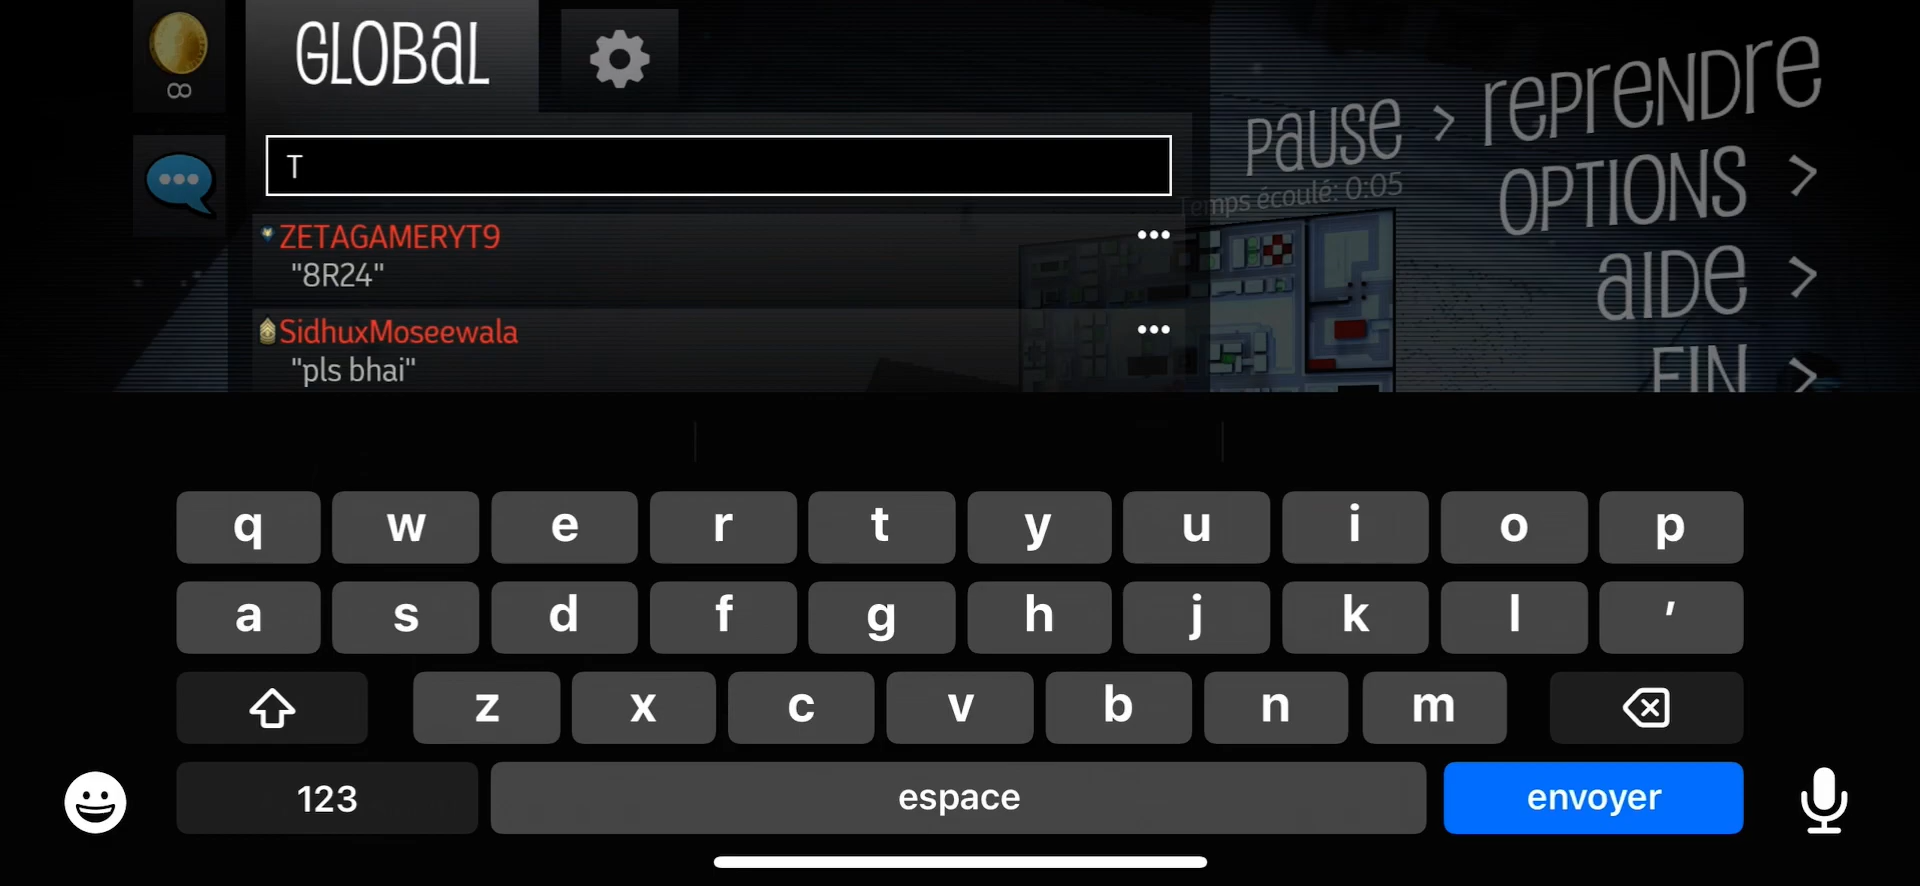 GLOBAL
∞
T
ZETAGAMERYT9
"8R24"
SidhuxMoseewala
"pls bhai"
Pause > reprendre
Temps écoulé: 0:05
OPTIONS >
aide >
FIN >
q w e r t y u i o p
a s d f g h j k l '
z x c v b n m
123 espace envoyer